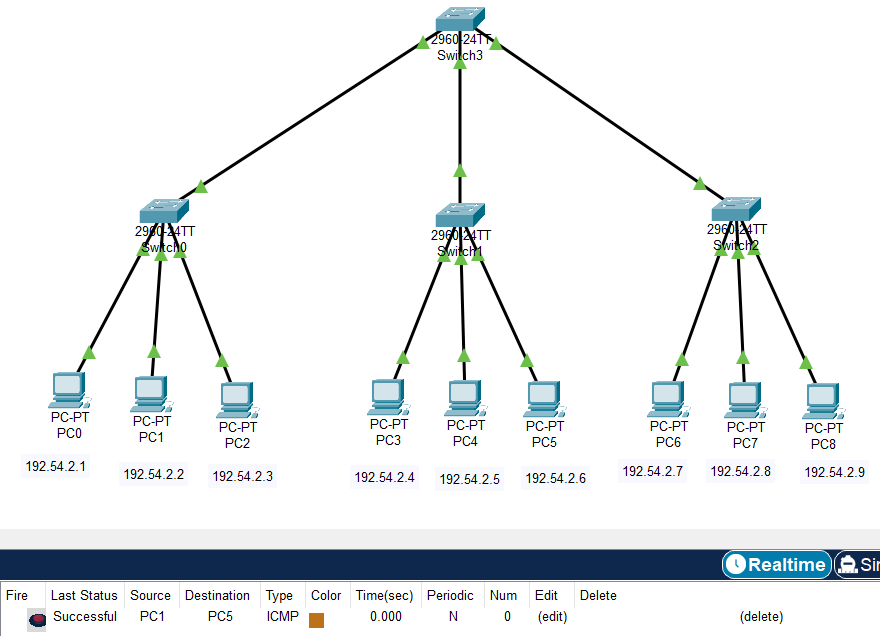 2960-24TT
Switch3
2960-24TT
Switch0
2960-24TT
Switch1
2960-24TT
Switch2
PC-PT
PC0
PC-PT
PC1
PC-PT
PC2
PC-PT
PC3
PC-PT
PC4
PC-PT
PC5
PC-PT
PC6
PC-PT
PC7
PC-PT
PC8
192.54.2.1
192.54.2.2
192.54.2.3
192.54.2.4
192.54.2.5
192.54.2.6
192.54.2.7
192.54.2.8
192.54.2.9
Realtime Sir
Fire Last Status Source Destination Type Color Time(sec) Periodic Num Edit Delete
Successful PC1 PC5 ICMP 0.000 N 0 (edit) (delete)